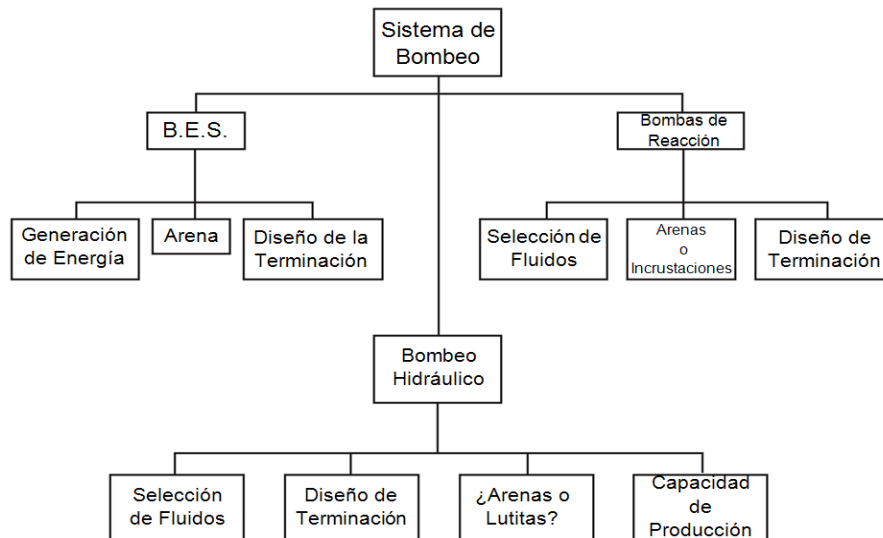 Sistema de
Bombeo
B.E.S.
Bombas de
Reacción
Generación
de Energía
Arena
Diseño de la
Terminación
Selección de
Fluidos
Arenas
o
Incrustaciones
Diseño de
Terminación
Bombeo
Hidráulico
Selección
de Fluidos
Diseño de
Terminación
¿Arenas o
Lutitas?
Capacidad
de
Producción